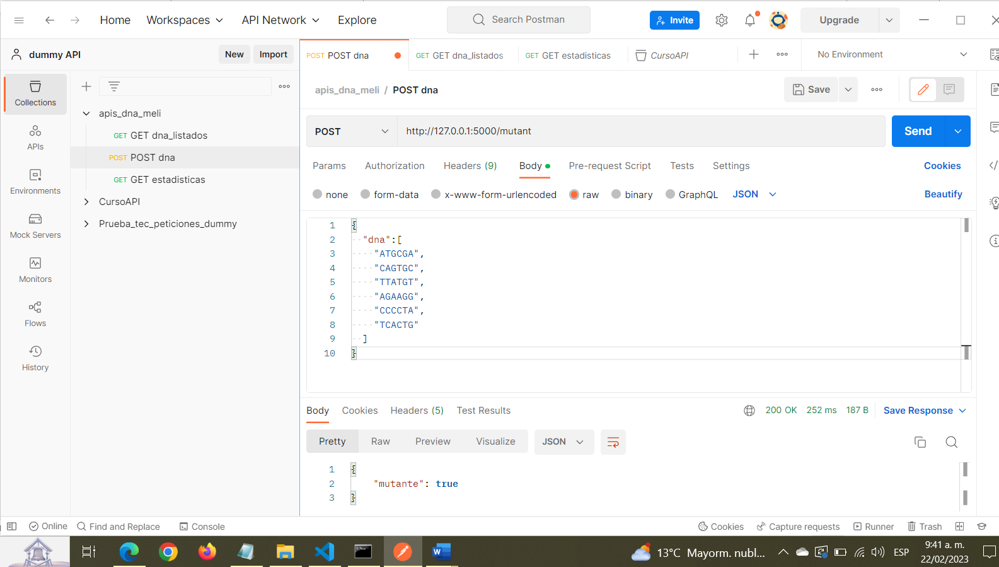 Home Workspaces API Network Explore Search Postman Invite Upgrade
dummy API New Import
POST POST dna GET GET dna_listados GET GET estadisticas CursoAPI No Environment
Collections
APIs
Environments
Mock Servers
Monitors
Flows
History
apis_dna_meli
GET GET dna_listados
POST POST dna
GET GET estadisticas
CursoAPI
Prueba_tec_peticiones_dummy
apis_dna_meli / POST dna Save
POST http://127.0.0.1:5000/mutant Send
Params Authorization Headers (9) Body Pre-request Script Tests Settings Cookies
none form-data x-www-form-urlencoded raw binary GraphQL JSON Beautify
1 {
2 "dna":[
3 "ATGCGA",
4 "CAGTGC",
5 "TTATGT",
6 "AGAAGG",
7 "CCCCTA",
8 "TCACTG"
9 ]
10 }
Body Cookies Headers (5) Test Results 200 OK 252 ms 187 B Save Response
Pretty Raw Preview Visualize JSON
1 {
2 "mutante": true
3 }
Online Find and Replace Console Cookies Capture requests Runner Trash
13°C Mayorm. nubl... ESP
9:41 a. m.
22/02/2023